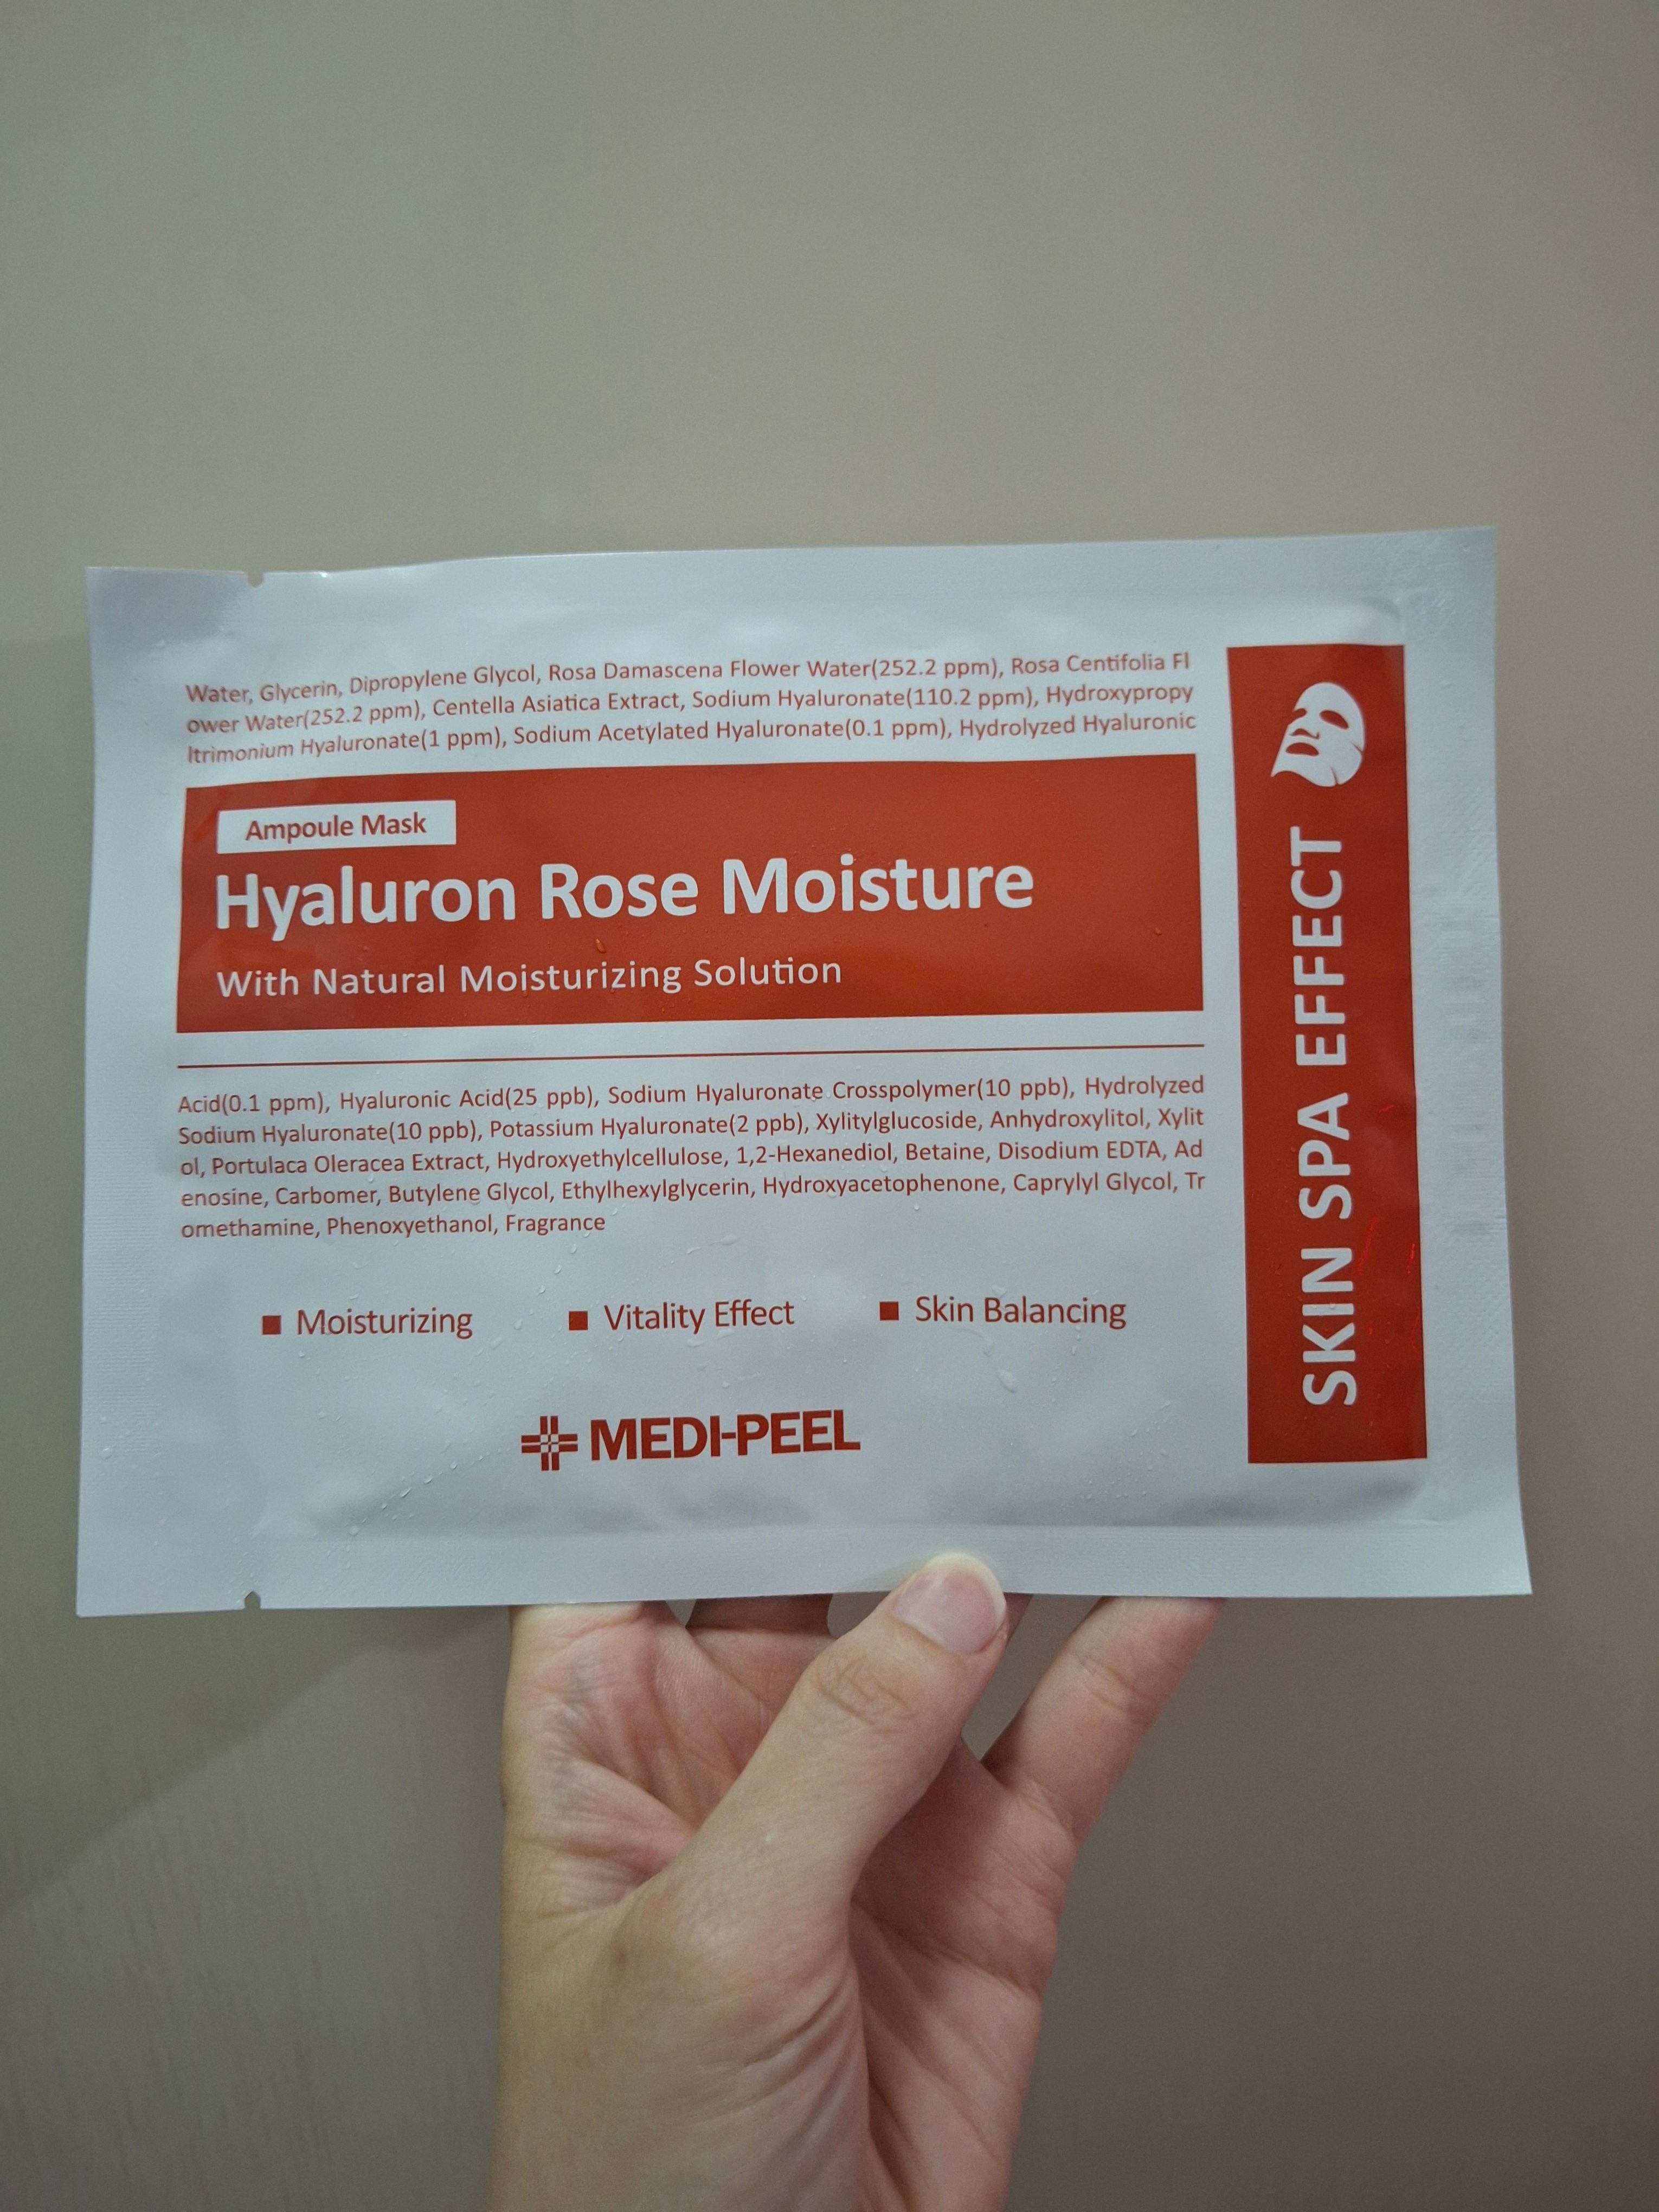 Water, Glycerin, Dipropylene Glycol, Rosa Damascena Flower Water(252.2 ppm), Rosa Centifolia Fl
ower Water(252.2 ppm), Centella Asiatica Extract, Sodium Hyaluronate(110.2 ppm), Hydroxypropy
ltrimonium Hyaluronate(1 ppm), Sodium Acetylated Hyaluronate(0.1 ppm), Hydrolyzed Hyaluronic
Ampoule Mask
Hyaluron Rose Moisture
With Natural Moisturizing Solution
Acid(0.1 ppm), Hyaluronic Acid(25 ppb), Sodium Hyaluronate Crosspolymer(10 ppb), Hydrolyzed
Sodium Hyaluronate(10 ppb), Potassium Hyaluronate(2 ppb), Xylitylglucoside, Anhydroxylitol, Xylit
ol, Portulaca Oleracea Extract, Hydroxyethylcellulose, 1,2-Hexanediol, Betaine, Disodium EDTA, Ad
enosine, Carbomer, Butylene Glycol, Ethylhexylglycerin, Hydroxyacetophenone, Caprylyl Glycol, Tr
omethamine, Phenoxyethanol, Fragrance
■ Moisturizing ■ Vitality Effect ■ Skin Balancing
MEDI-PEEL
SKIN SPA EFFECT